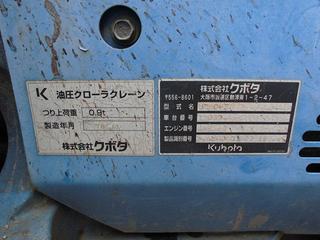 K 油圧クローラクレーン
つり上荷重 0.9t
製造年月
株式会社クボタ
株式会社クボタ
〒556-8601
大阪市浪速区敷津東1-2-47
型式名
車台番号
エンジン番号
製品識別番号
Kubota